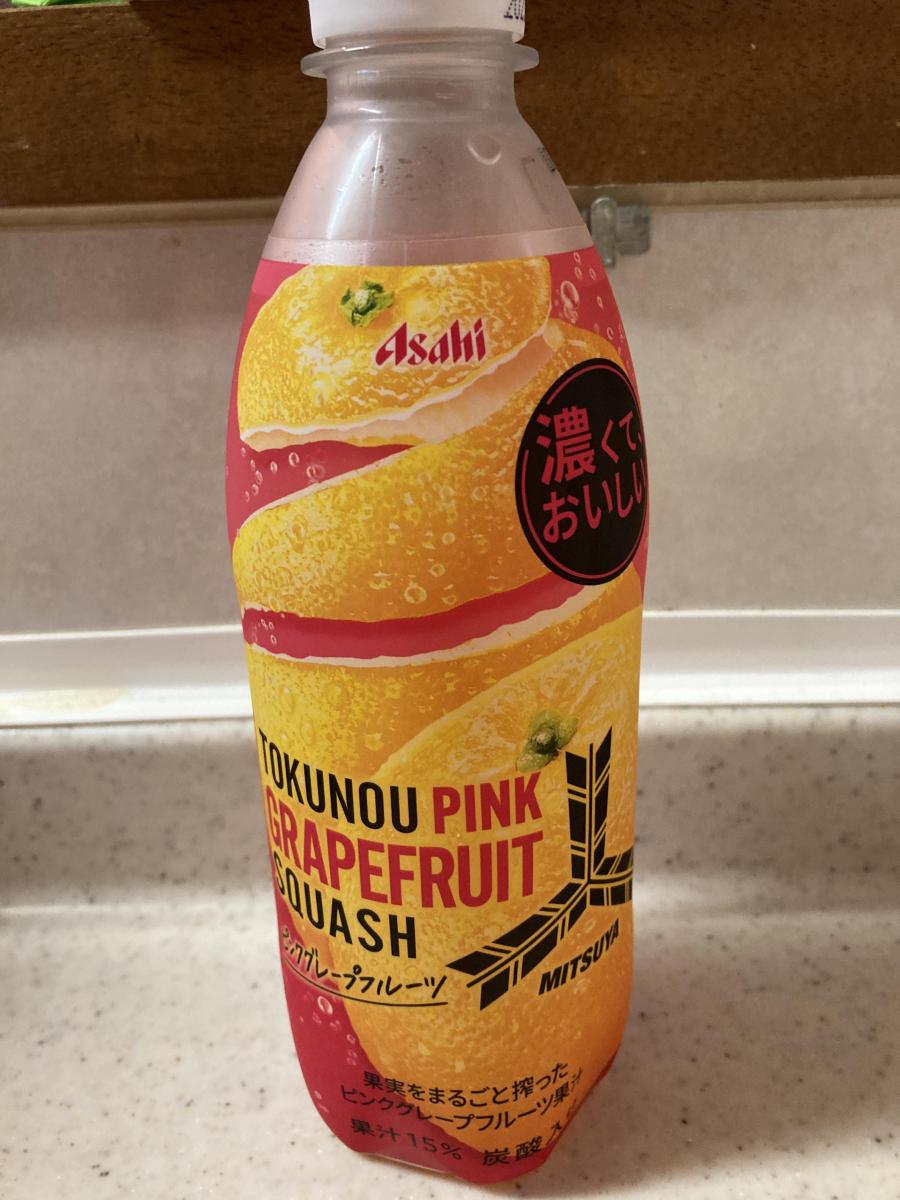 Asahi
濃くて、
おいしい
TOKUNOU PINK
GRAPEFRUIT
SQUASH
ピンクグレープフルーツ
MITSUYA
果実をまるごと搾った
ピンクグレープフルーツ果汁
果汁15% 炭酸入り